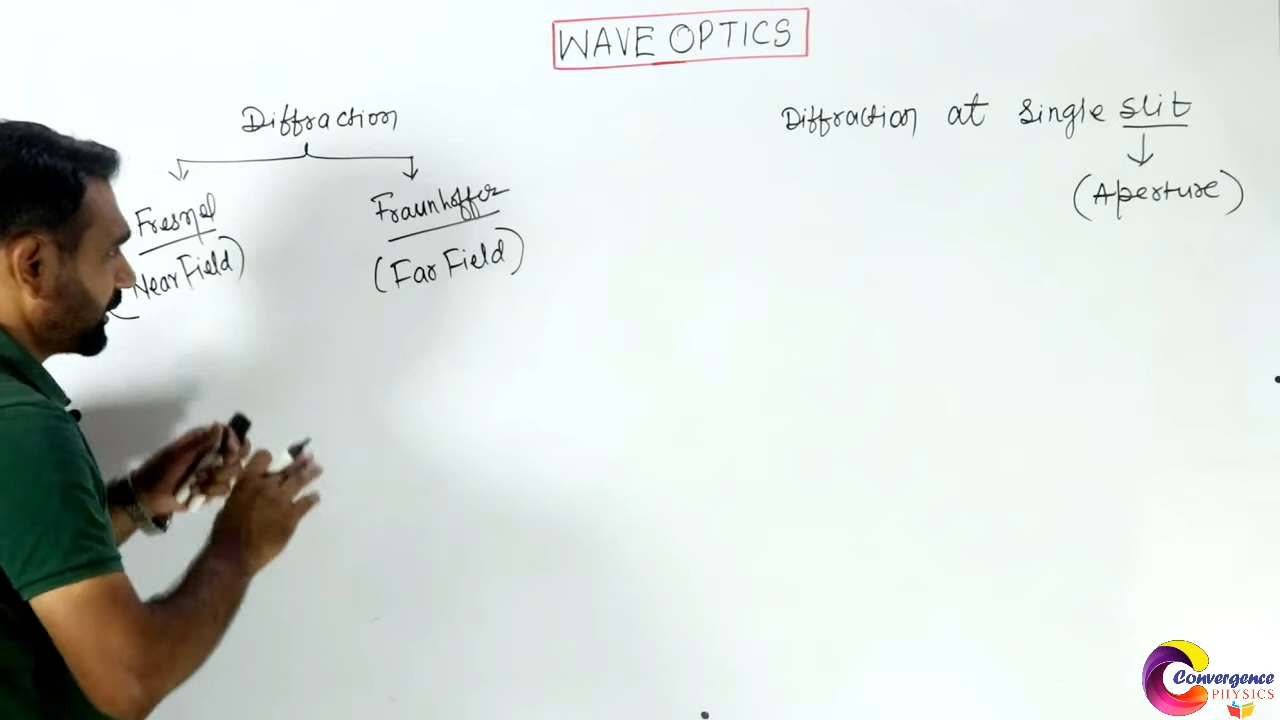 WAVE OPTICS
Diffraction
Fresnel
(Near Field)
Fraunhoffer
(Far Field)
Diffraction at single slit
(Aperture)
Convergence
PHYSICS